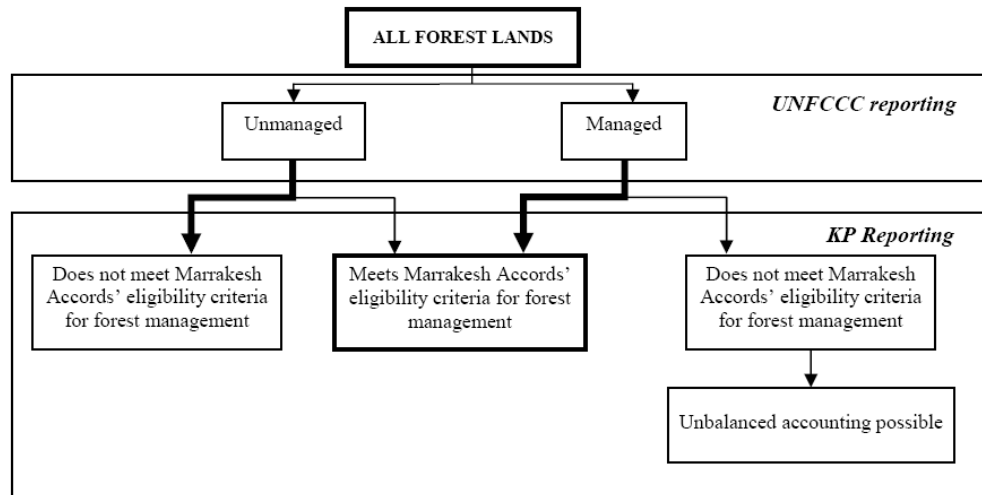 ALL FOREST LANDS
UNFCCC reporting
Unmanaged
Managed
KP Reporting
Does not meet Marrakesh
Accords’ eligibility criteria
for forest management
Meets Marrakesh Accords’
eligibility criteria for forest
management
Does not meet Marrakesh
Accords’ eligibility criteria
for forest management
Unbalanced accounting possible